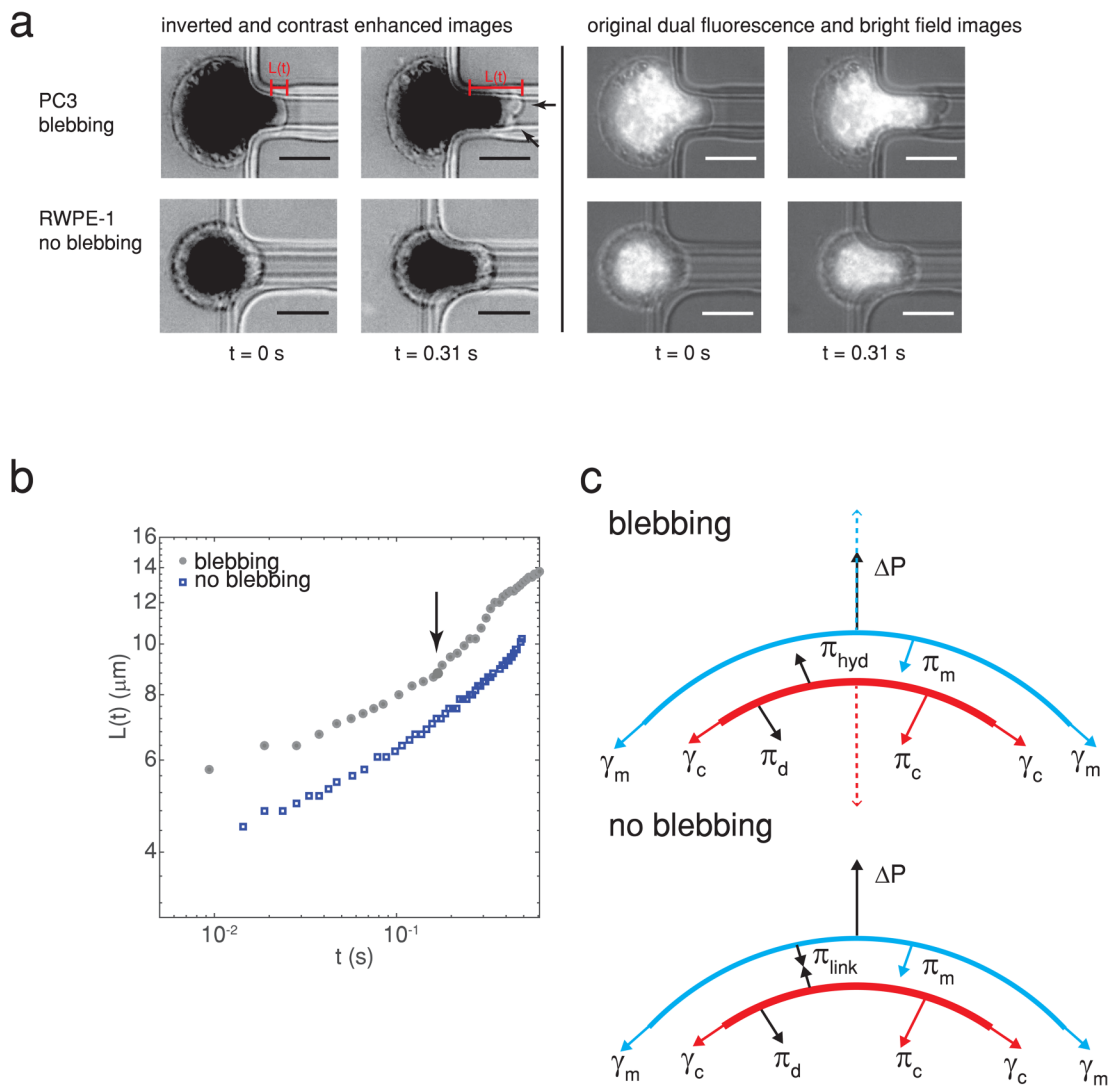 a
inverted and contrast enhanced images
original dual fluorescence and bright field images
PC3
blebbing
L(t)
L(t)
RWPE-1
no blebbing
t = 0 s
t = 0.31 s
t = 0 s
t = 0.31 s
b
16
14
12
10
8
6
4
L(t) (μm)
blebbing
no blebbing
10⁻²
10⁻¹
t (s)
c
blebbing
ΔP
π_hyd
π_m
γ_m
γ_c
π_d
π_c
γ_c
γ_m
no blebbing
ΔP
π_link
π_m
γ_m
γ_c
π_d
π_c
γ_c
γ_m